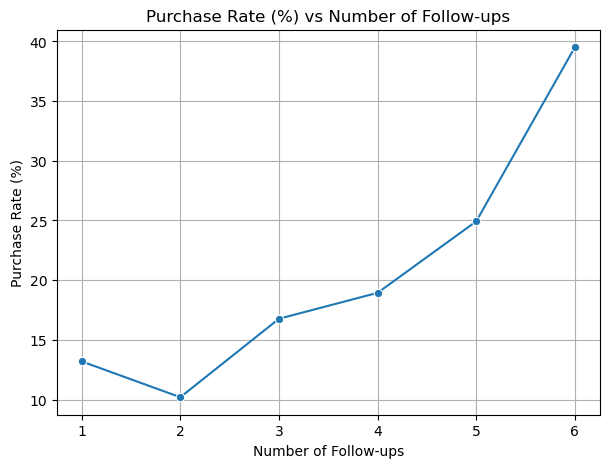 Purchase Rate (%) vs Number of Follow-ups
40
35
30
25
20
15
10
Purchase Rate (%)
1 2 3 4 5 6
Number of Follow-ups